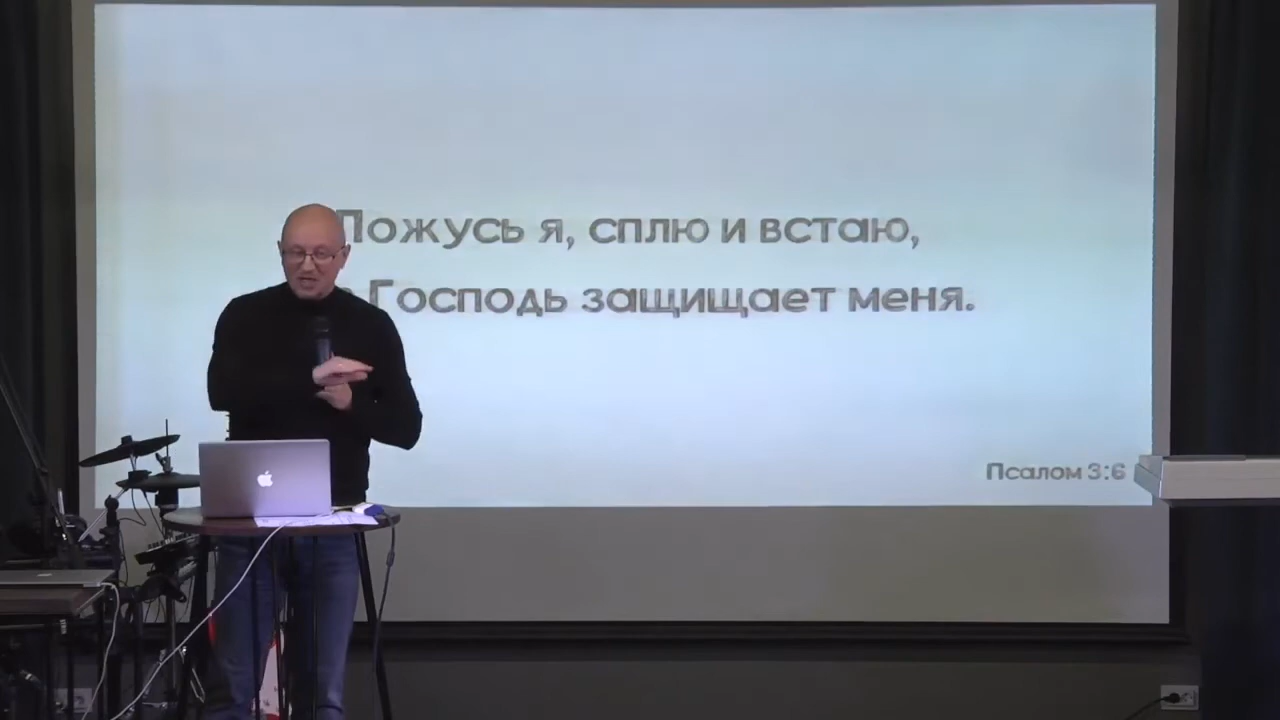 Ложусь я, сплю и встаю,
Господь защищает меня.
Псалом 3:6